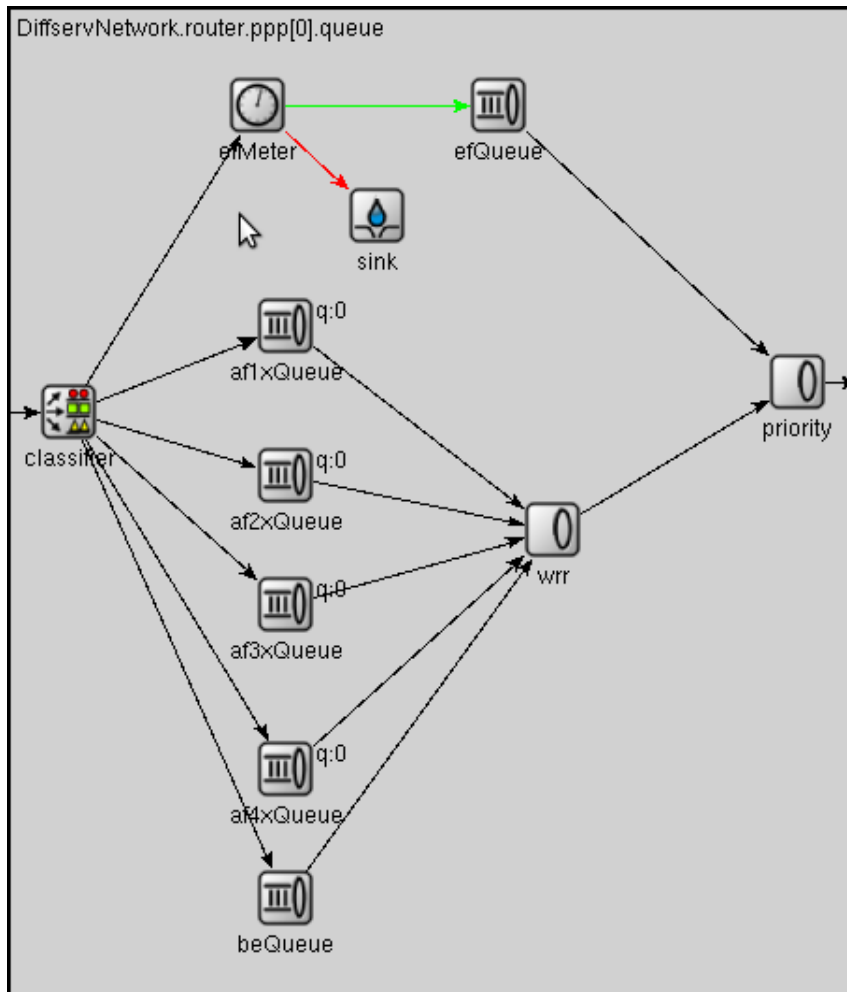 DiffservNetwork.router.ppp[0].queue
efMeter
efQueue
sink
q:0
af1xQueue
priority
classifier
q:0
af2xQueue
wrr
q:0
af3xQueue
q:0
af4xQueue
beQueue